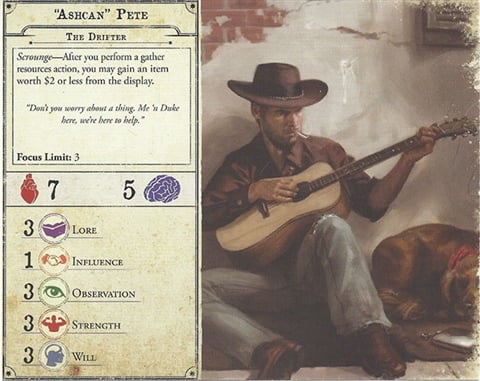 "Ashcan" Pete
The Drifter
Scrounge—After you perform a gather
resources action, you may gain an item
worth $2 or less from the display.
"Don't you worry about a thing. Me 'n Duke
here, we're here to help."
Focus Limit: 3
7 5
3 Lore
1 Influence
3 Observation
3 Strength
3 Will